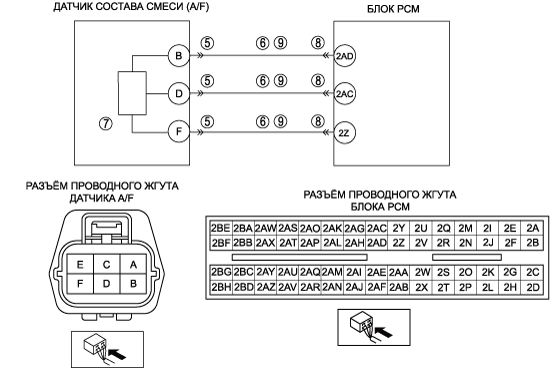 ДАТЧИК СОСТАВА СМЕСИ (A/F)
БЛОК PCM
B 5 6 9 8 2AD
D 5 6 9 8 2AC
7
F 5 6 9 8 2Z
РАЗЪЁМ ПРОВОДНОГО ЖГУТА
ДАТЧИКА A/F
E C A
F D B
РАЗЪЁМ ПРОВОДНОГО ЖГУТА
БЛОКА PCM
2BE 2BA 2AW 2AS 2AO 2AK 2AG 2AC 2Y 2U 2Q 2M 2I 2E 2A
2BF 2BB 2AX 2AT 2AP 2AL 2AH 2AD 2Z 2V 2R 2N 2J 2F 2B
2BG 2BC 2AY 2AU 2AQ 2AM 2AI 2AE 2AA 2W 2S 2O 2K 2G 2C
2BH 2BD 2AZ 2AV 2AR 2AN 2AJ 2AF 2AB 2X 2T 2P 2L 2H 2D